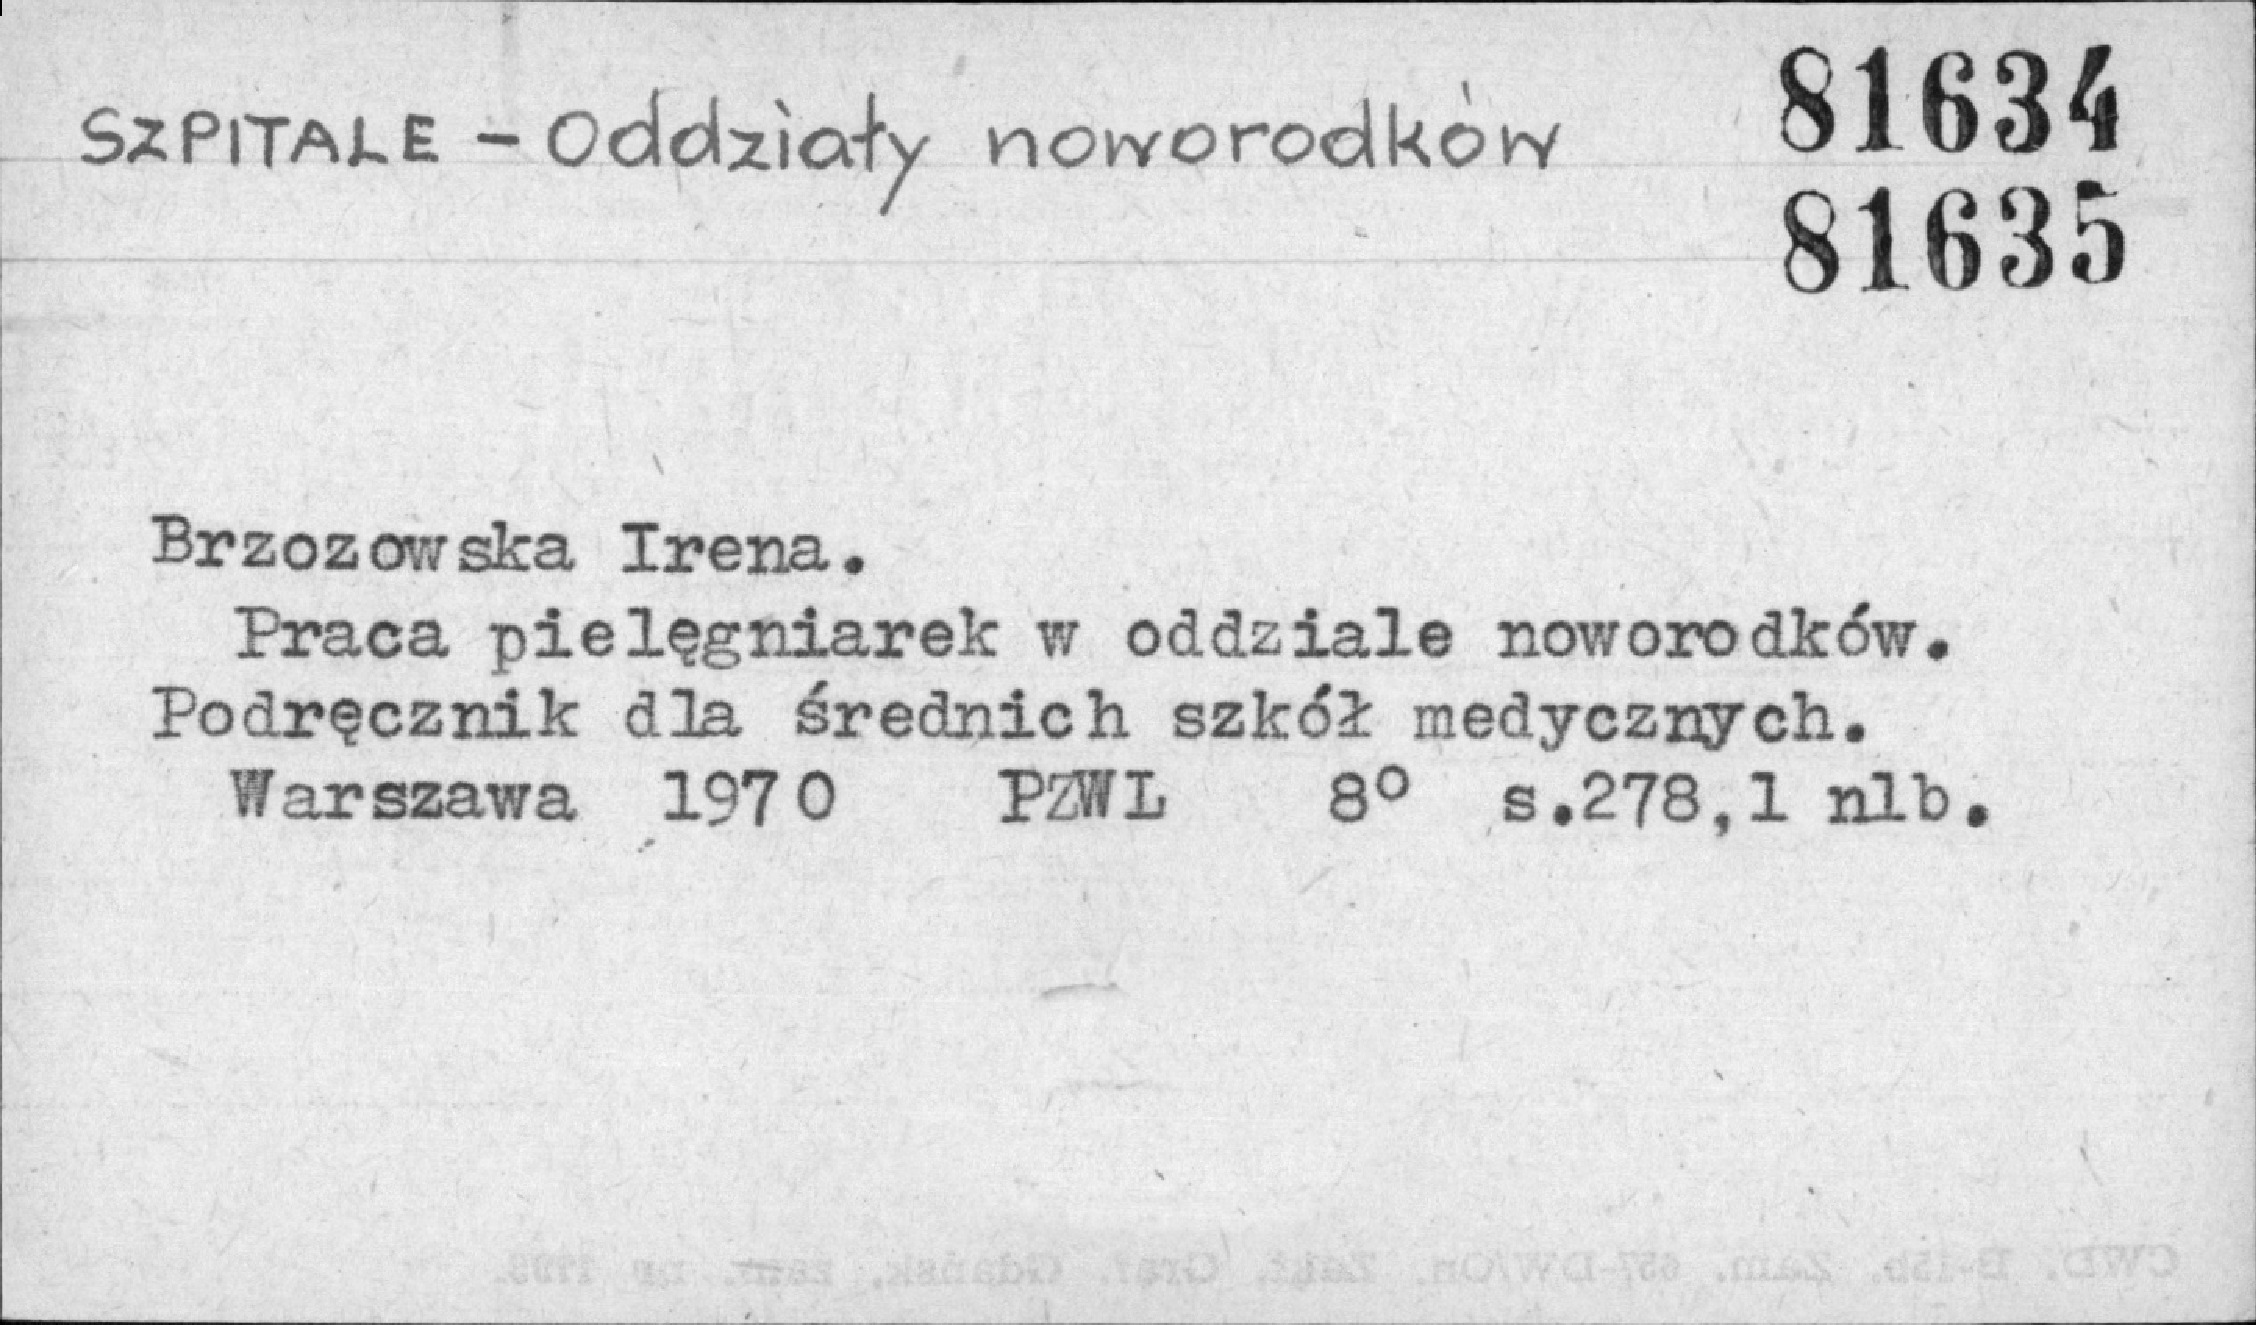 SZPITALE - Oddziały noworodków
81634
81635
Brzozowska Irena.
Praca pielęgniarek w oddziale noworodków.
Podręcznik dla średnich szkół medycznych.
Warszawa 1970 PZWL 8° s.278,1 nlb.